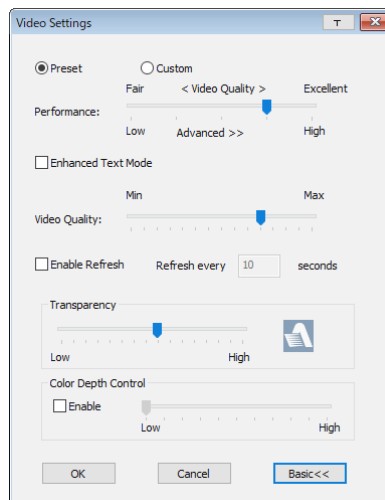 Video Settings
T
Preset Custom
Fair < Video Quality > Excellent
Performance:
Low Advanced >> High
Enhanced Text Mode
Min Max
Video Quality:
Enable Refresh Refresh every 10 seconds
Transparency
Low High
Color Depth Control
Enable
Low High
OK Cancel Basic<<